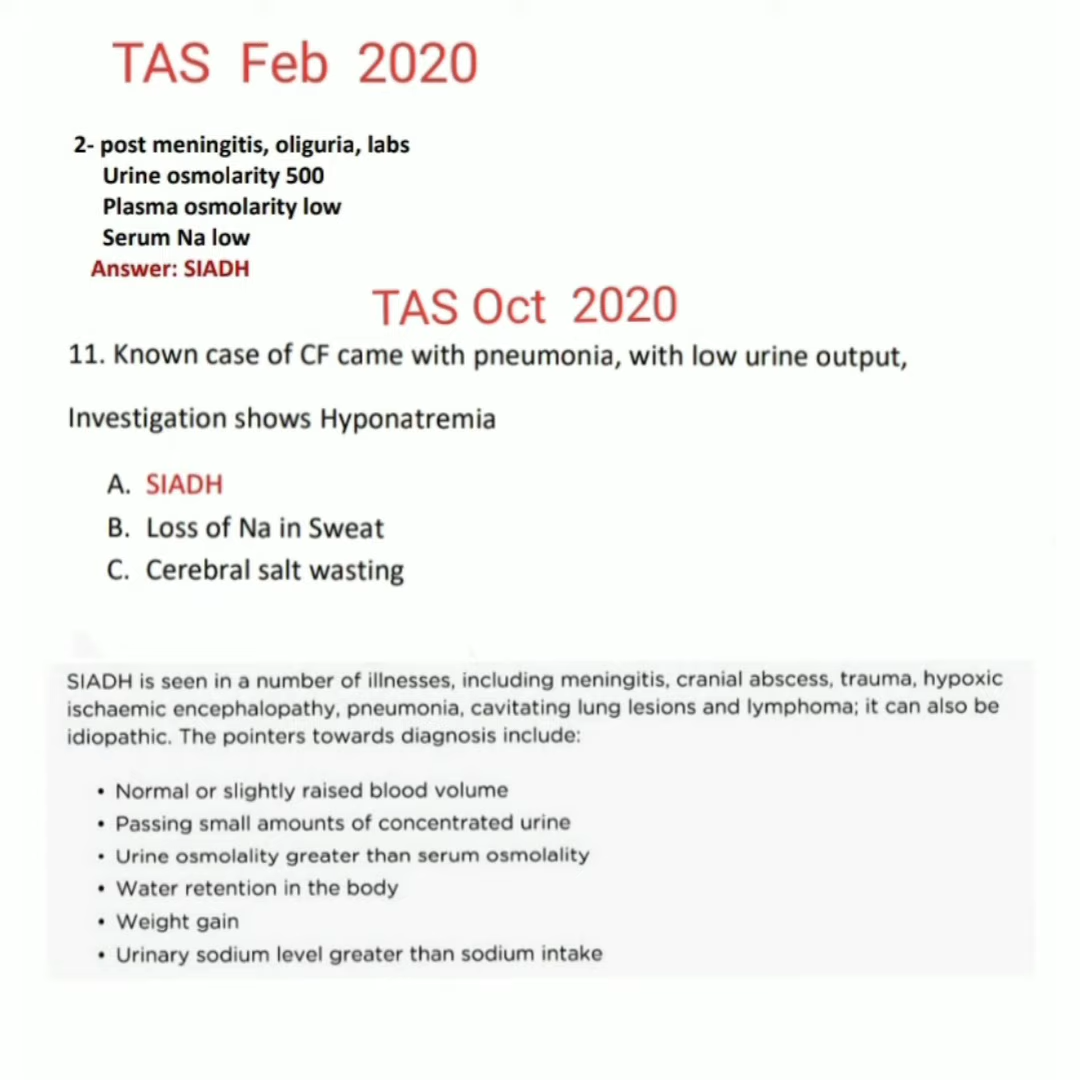 TAS Feb 2020
2- post meningitis, oliguria, labs
Urine osmolarity 500
Plasma osmolarity low
Serum Na low
Answer: SIADH
TAS Oct 2020
11. Known case of CF came with pneumonia, with low urine output,
Investigation shows Hyponatremia
A. SIADH
B. Loss of Na in Sweat
C. Cerebral salt wasting
SIADH is seen in a number of illnesses, including meningitis, cranial abscess, trauma, hypoxic
ischaemic encephalopathy, pneumonia, cavitating lung lesions and lymphoma; it can also be
idiopathic. The pointers towards diagnosis include:
• Normal or slightly raised blood volume
• Passing small amounts of concentrated urine
• Urine osmolality greater than serum osmolality
• Water retention in the body
• Weight gain
• Urinary sodium level greater than sodium intake